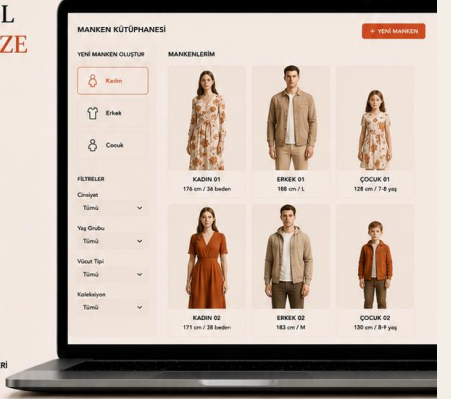 L
ZE
MANKEN KÜTÜPHANESİ
+ YENİ MANKEN
YENİ MANKEN OLUŞTUR
Kadın
Erkek
Çocuk
FİLTRELER
Cinsiyet
Tümü
Yaş Grubu
Tümü
Vücut Tipi
Tümü
Koleksiyon
Tümü
MANKENLERİM
KADIN 01
176 cm / 36 beden
ERKEK 01
188 cm / L
ÇOCUK 01
128 cm / 7-8 yaş
KADIN 02
171 cm / 38 beden
ERKEK 02
183 cm / M
ÇOCUK 02
130 cm / 8-9 yaş
Rİ